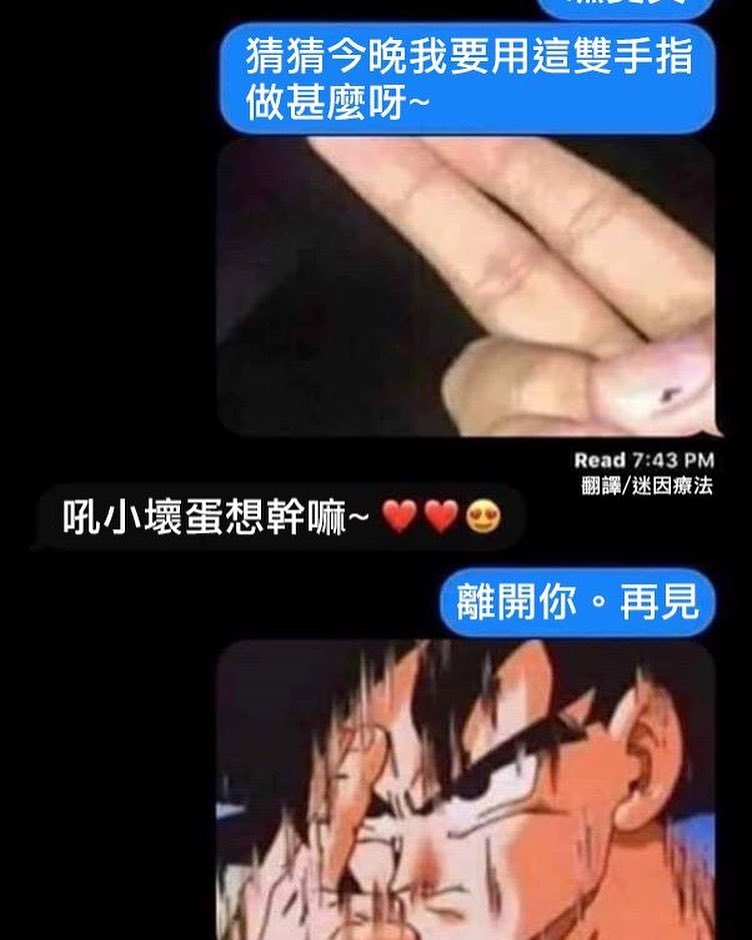 猜猜今晚我要用這雙手指
做甚麼呀~
Read 7:43 PM
翻譯/迷因療法
吼小壞蛋想幹嘛~ ❤️❤️😍
離開你。再見